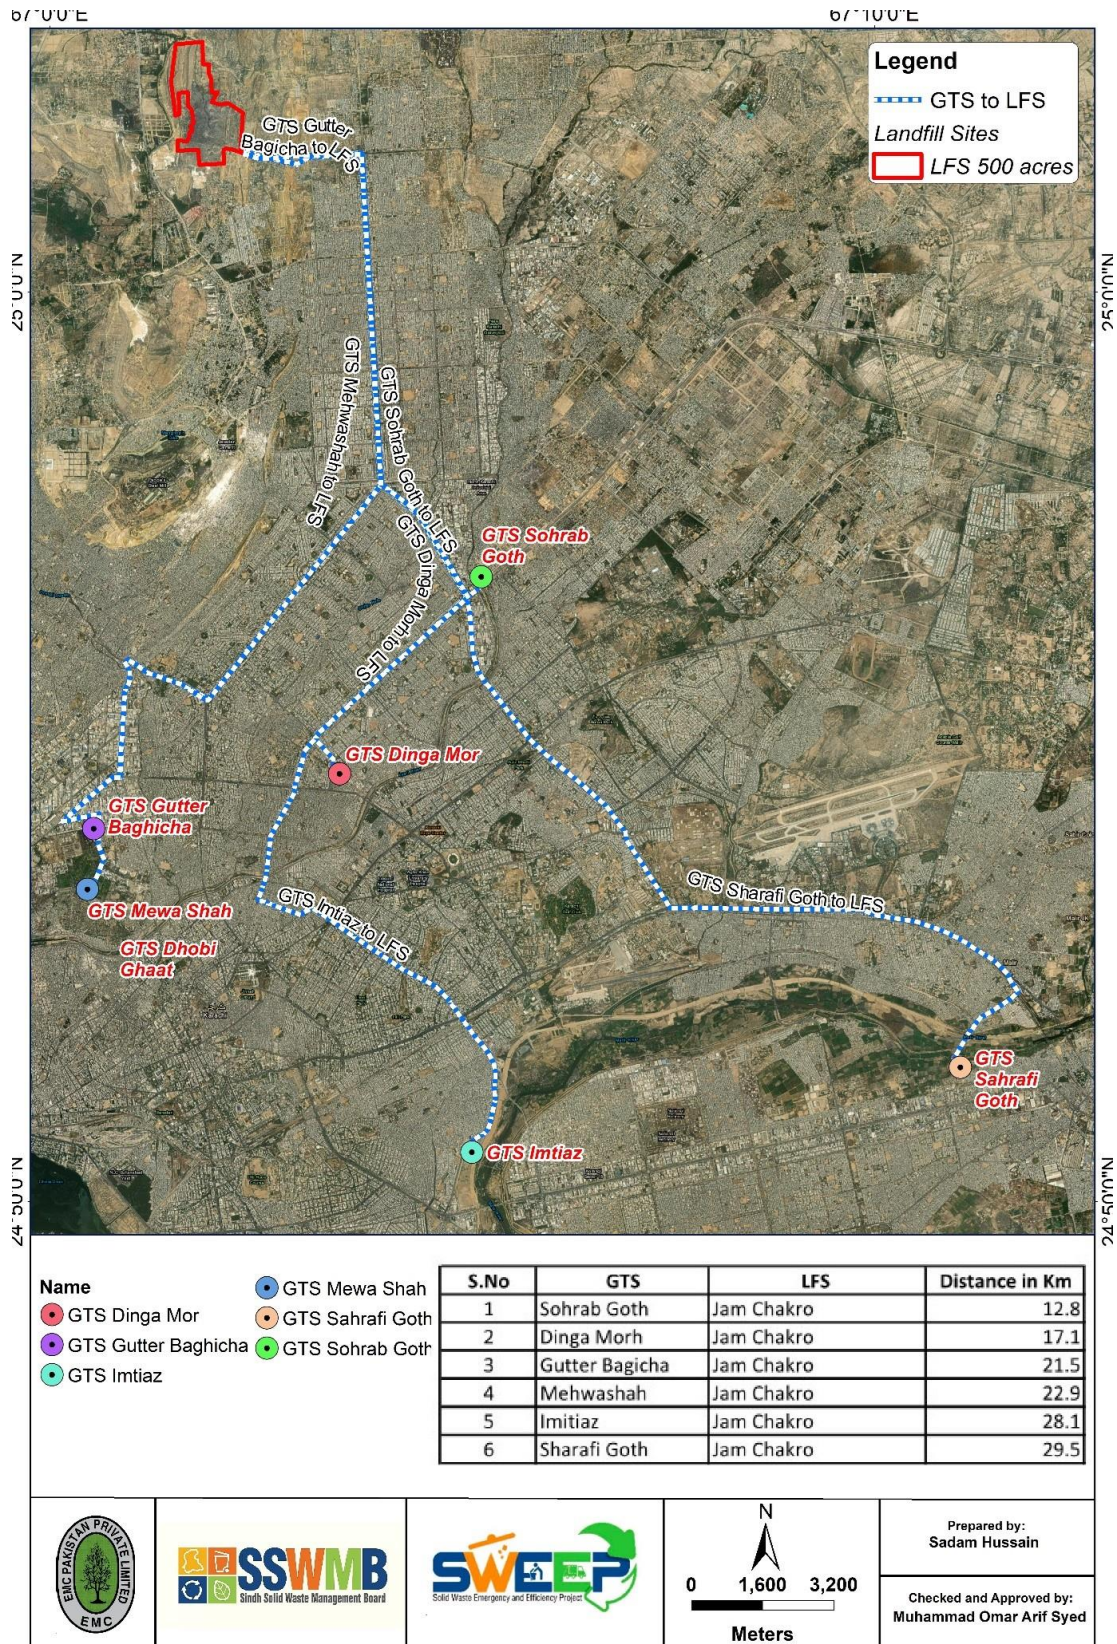 67°0'0"E
67°10'0"E
Legend
GTS to LFS
Landfill Sites
LFS 500 acres
GTS Gutter
Bagicha to LFS
25°0'0"N
25°0'0"N
GTS Mehwashah to LFS
GTS Sohrab Goth to LFS
GTS Dinga Morh to LFS
GTS Sohrab
Goth
GTS Dinga Mor
GTS Gutter
Baghicha
GTS Mewa Shah
GTS Dhobi
Ghaat
GTS Imtiaz to LFS
GTS Sharafi Goth to LFS
GTS
Sahrafi
Goth
GTS Imtiaz
24°50'0"N
24°50'0"N
Name
GTS Dinga Mor
GTS Gutter Baghicha
GTS Imtiaz
GTS Mewa Shah
GTS Sahrafi Goth
GTS Sohrab Goth
S.No GTS LFS Distance in Km
1 Sohrab Goth Jam Chakro 12.8
2 Dinga Morh Jam Chakro 17.1
3 Gutter Bagicha Jam Chakro 21.5
4 Mehwashah Jam Chakro 22.9
5 Imitiaz Jam Chakro 28.1
6 Sharafi Goth Jam Chakro 29.5
EMC PAKISTAN PRIVATE LIMITED
EMC
SSWMB
Sindh Solid Waste Management Board
SWEEP
Solid Waste Emergency and Efficiency Project
N
0 1,600 3,200
Meters
Prepared by:
Sadam Hussain
Checked and Approved by:
Muhammad Omar Arif Syed